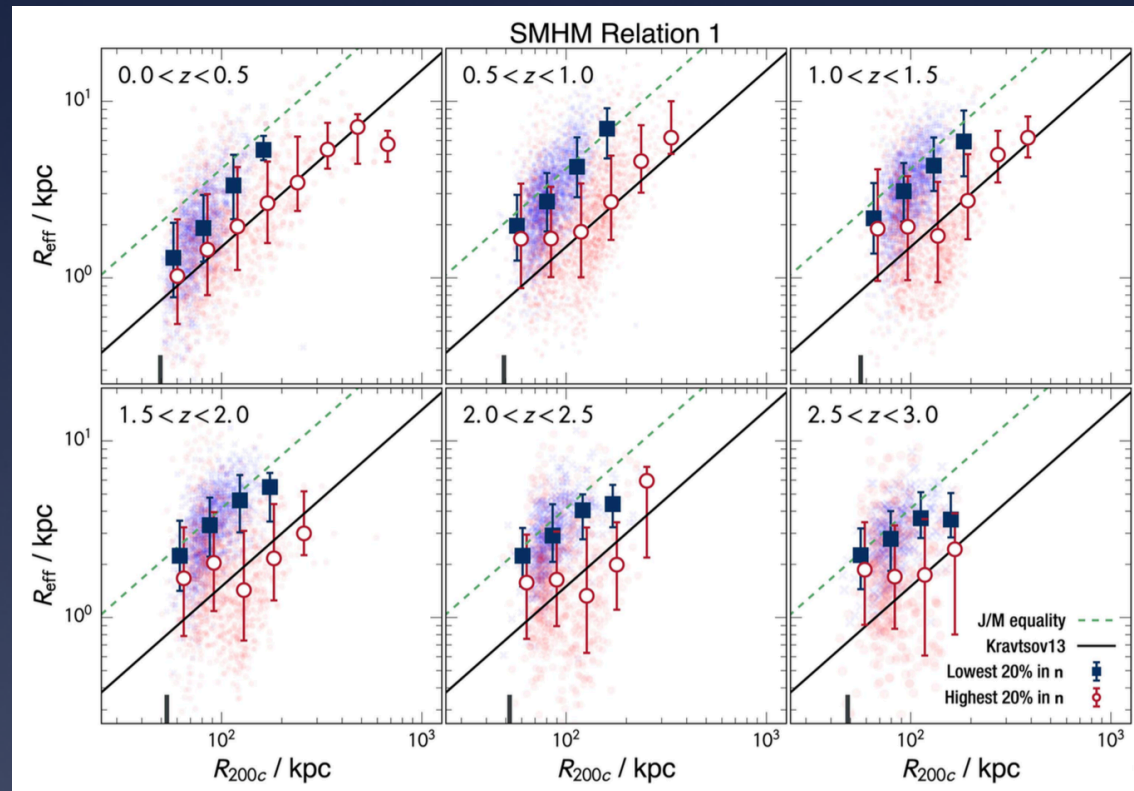 SMHM Relation 1
0.0 < z < 0.5
0.5 < z < 1.0
1.0 < z < 1.5
10¹
10⁰
R_eff / kpc
1.5 < z < 2.0
2.0 < z < 2.5
2.5 < z < 3.0
10¹
10⁰
R_eff / kpc
J/M equality
Kravtsov13
Lowest 20% in n
Highest 20% in n
10² 10³ 10² 10³ 10² 10³
R_200c / kpc R_200c / kpc R_200c / kpc